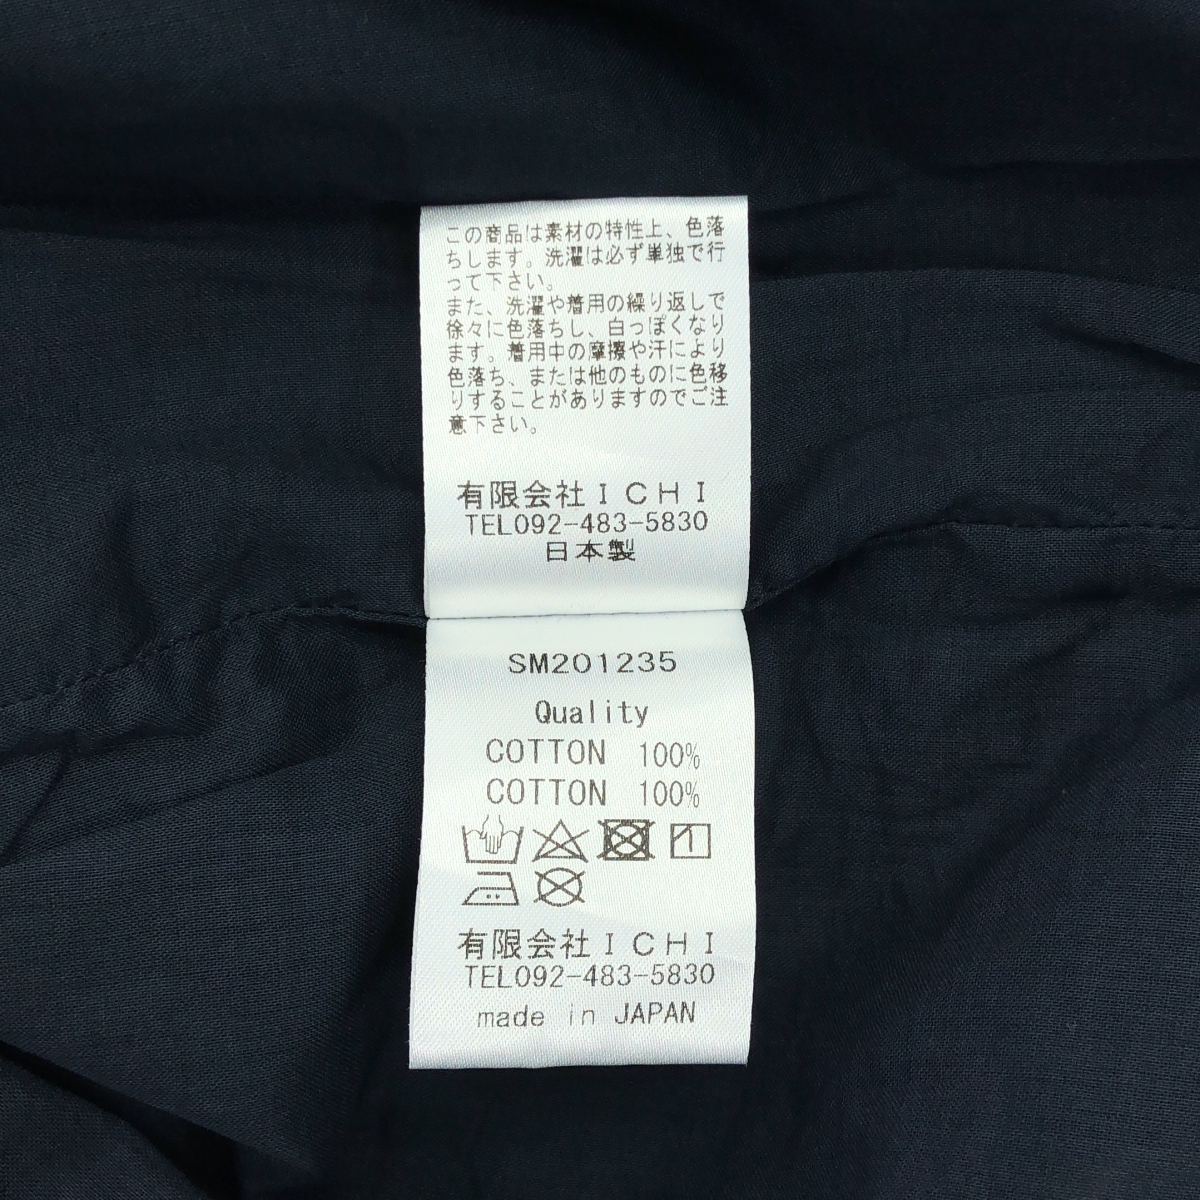 この商品は素材の特性上、色落
ちします。洗濯は必ず単独で行
って下さい。
また、洗濯や着用の繰り返しで
徐々に色落ちし、白っぽくなり
ます。着用中の摩擦や汗により
色落ち、または他のものに色移
りすることがありますのでご注
意下さい。
有限会社ICHI
TEL092-483-5830
日本製
SM201235
Quality
COTTON 100%
COTTON 100%
有限会社ICHI
TEL092-483-5830
made in JAPAN